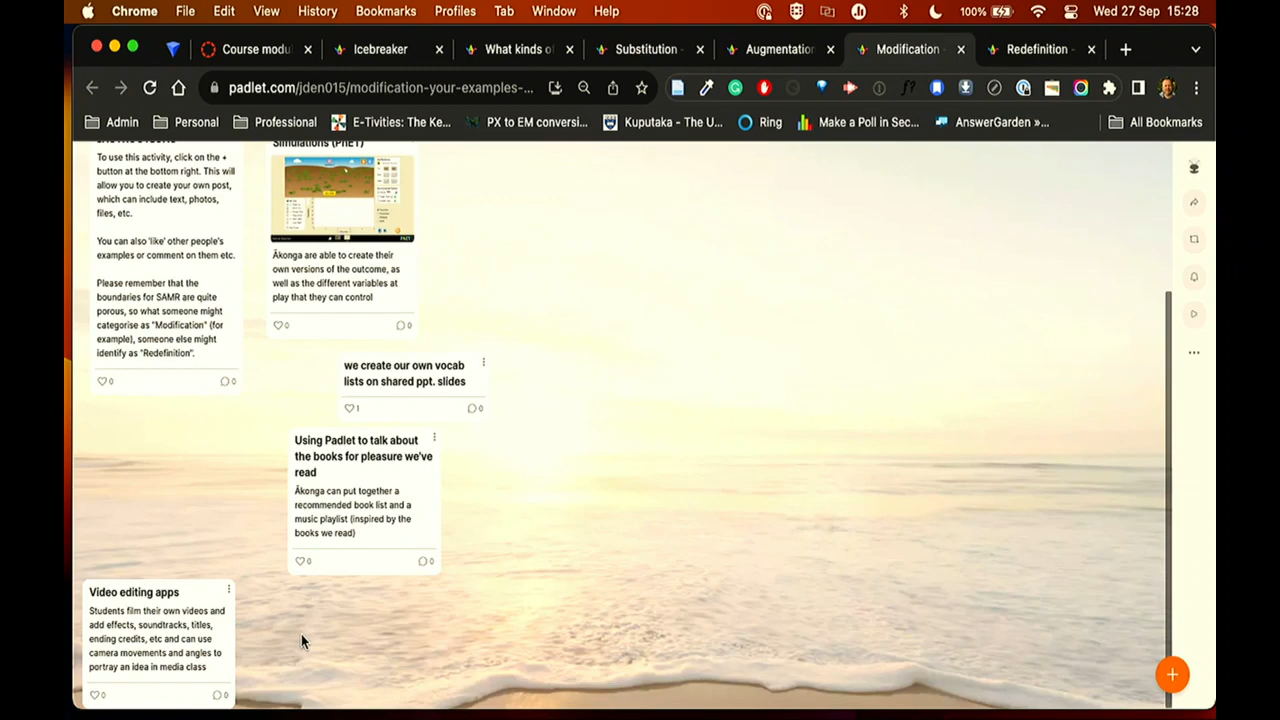 Chrome File Edit View History Bookmarks Profiles Tab Window Help 100% Wed 27 Sep 15:28
Course modul Icebreaker What kinds of Substitution - Augmentation Modification - Redefinition -
padlet.com/jden015/modification-your-examples-...
Admin Personal Professional E-Tivities: The Ke... PX to EM conversi... Kuputaka - The U... Ring Make a Poll in Sec... AnswerGarden »... All Bookmarks
To use this activity, click on the +
button at the bottom right. This will
allow you to create your own post,
which can include text, photos,
files, etc.
You can also 'like' other people's
examples or comment on them etc.
Please remember that the
boundaries for SAMR are quite
porous, so what someone might
categorise as "Modification" (for
example), someone else might
identify as "Redefinition".
0 0
Simulations (PhET)
Ākonga are able to create their
own versions of the outcome, as
well as the different variables at
play that they can control
0 0
we create our own vocab
lists on shared ppt. slides
1 0
Using Padlet to talk about
the books for pleasure we've
read
Ākonga can put together a
recommended book list and a
music playlist (inspired by the
books we read)
0 0
Video editing apps
Students film their own videos and
add effects, soundtracks, titles,
ending credits, etc and can use
camera movements and angles to
portray an idea in media class
0 0